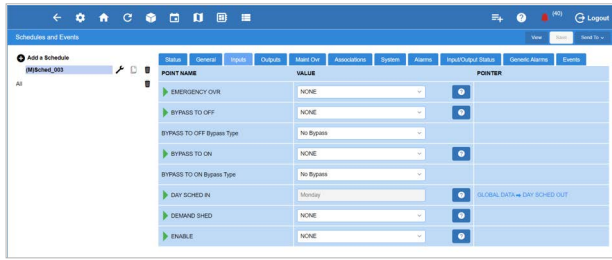 (40)
Logout
Schedules and Events
View
Save
Send To
Add a Schedule
(M)Sched_003
All
Status General Inputs Outputs Maint Ovr Associations System Alarms Input/Output Status Generic Alarms Events
POINT NAME VALUE POINTER
EMERGENCY OVR NONE
BYPASS TO OFF NONE
BYPASS TO OFF Bypass Type No Bypass
BYPASS TO ON NONE
BYPASS TO ON Bypass Type No Bypass
DAY SCHED IN Monday GLOBAL DATA ➡ DAY SCHED OUT
DEMAND SHED NONE
ENABLE NONE